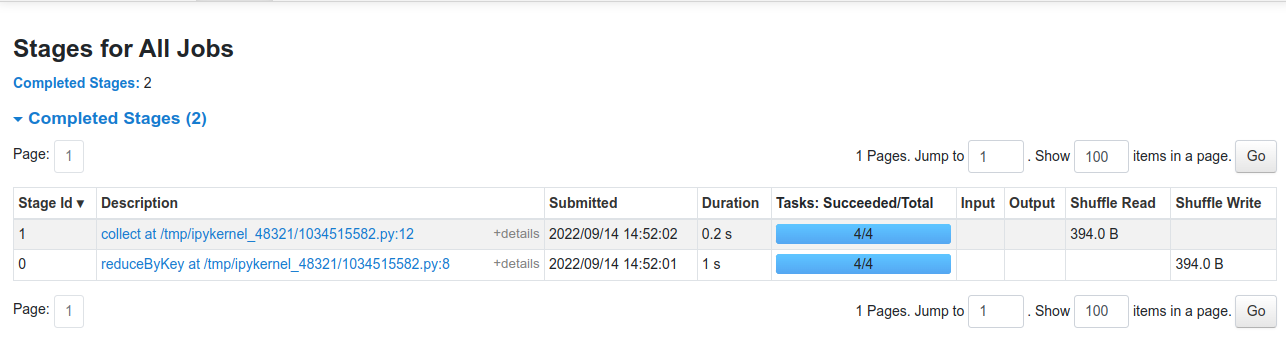 Stages for All Jobs
Completed Stages: 2
Completed Stages (2)
Page: 1
1 Pages. Jump to 1 . Show 100 items in a page. Go
Stage Id ▾ Description Submitted Duration Tasks: Succeeded/Total Input Output Shuffle Read Shuffle Write
1 collect at /tmp/ipykernel_48321/1034515582.py:12 +details 2022/09/14 14:52:02 0.2 s 4/4 394.0 B
0 reduceByKey at /tmp/ipykernel_48321/1034515582.py:8 +details 2022/09/14 14:52:01 1 s 4/4 394.0 B
Page: 1
1 Pages. Jump to 1 . Show 100 items in a page. Go